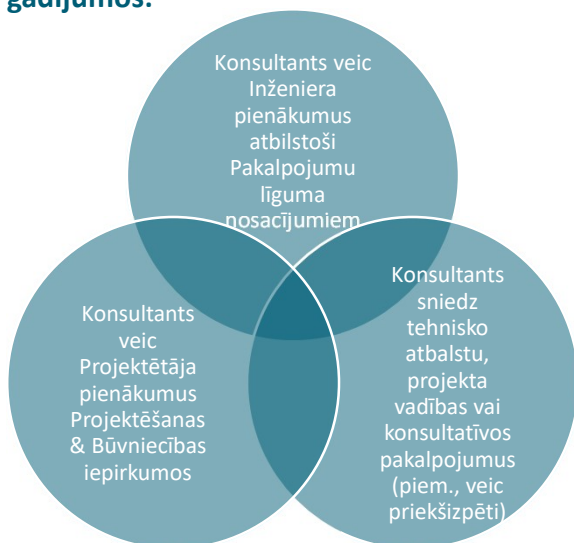 gadījumos:
Konsultants veic
Inženiera
pienākumus
atbilstoši
Pakalpojumu
līguma
nosacījumiem
Konsultants
veic
Projektētāja
pienākumus
Projektēšanas
& Būvniecības
iepirkumos
Konsultants
sniedz
tehnisko
atbalstu,
projekta
vadības vai
konsultatīvos
pakalpojumus
(piem., veic
priekšizpēti)